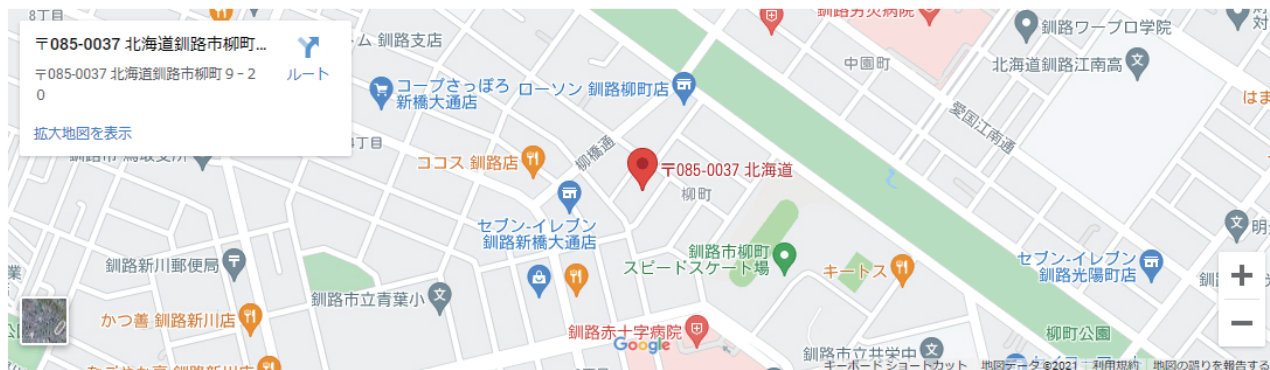 8丁目
〒085-0037 北海道釧路市柳町...
〒085-0037 北海道釧路市柳町９−２
０
ルート
拡大地図を表示
釧路支店
コープさっぽろ
新橋大通店
ローソン 釧路柳町店
釧路労災病院
釧路ワープロ学院
北海道釧路江南高
中園町
はま
愛国江南通
4丁目
柳橋通
ココス 釧路店
〒085-0037 北海道
柳町
セブン-イレブン
釧路新橋大通店
釧路市柳町
スピードスケート場
キートス
セブン-イレブン
釧路光陽町店
明
釧路新川郵便局
業
釧路市立青葉小
かつ善 釧路新川店
釧路赤十字病院
Google
柳町公園
釧路市立共栄中
キーボード ショートカット
地図データ ©2021
利用規約
地図の誤りを報告する